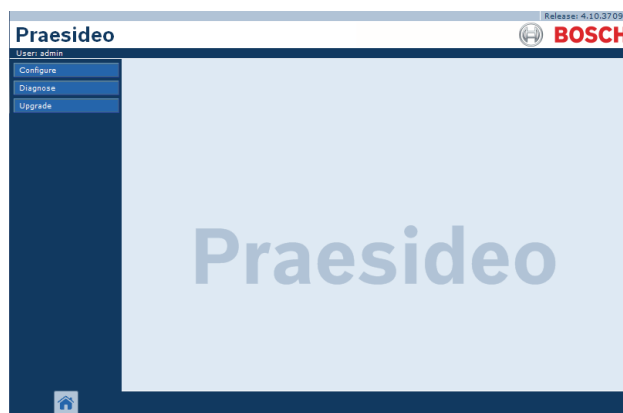 Release: 4.10.3709
Praesideo
BOSCH
User: admin
Configure
Diagnose
Upgrade
Praesideo